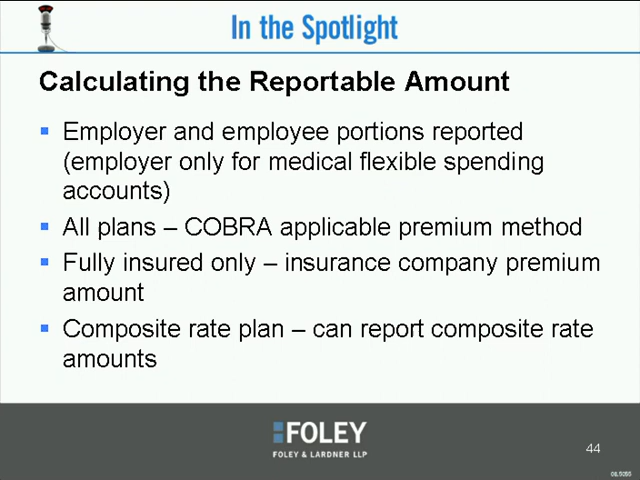 In the Spotlight
Calculating the Reportable Amount
Employer and employee portions reported
(employer only for medical flexible spending
accounts)
All plans – COBRA applicable premium method
Fully insured only – insurance company premium
amount
Composite rate plan – can report composite rate
amounts
FOLEY
FOLEY & LARDNER LLP
44